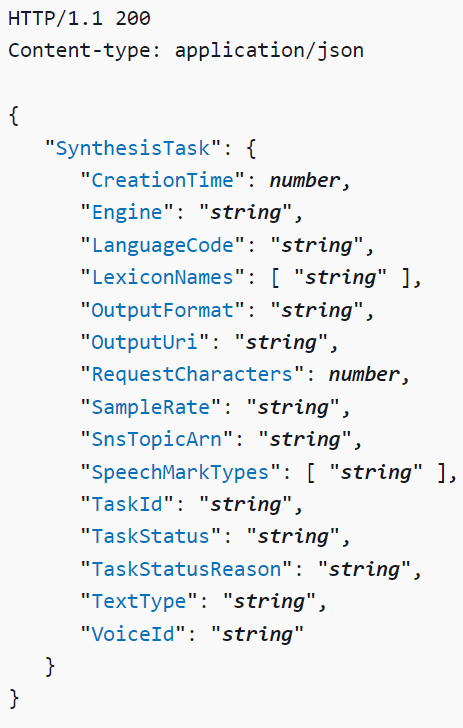 HTTP/1.1 200
Content-type: application/json

{
   "SynthesisTask": {
      "CreationTime": number,
      "Engine": "string",
      "LanguageCode": "string",
      "LexiconNames": [ "string" ],
      "OutputFormat": "string",
      "OutputUri": "string",
      "RequestCharacters": number,
      "SampleRate": "string",
      "SnsTopicArn": "string",
      "SpeechMarkTypes": [ "string" ],
      "TaskId": "string",
      "TaskStatus": "string",
      "TaskStatusReason": "string",
      "TextType": "string",
      "VoiceId": "string"
   }
}